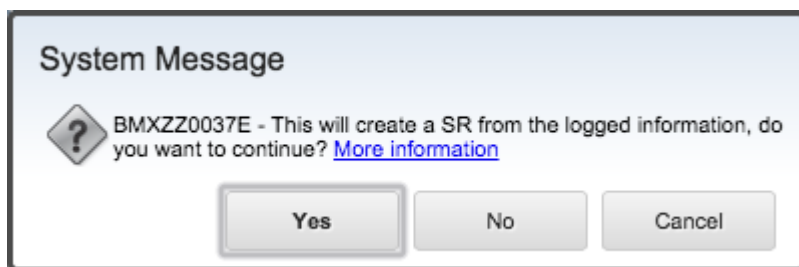 System Message
BMXZZ0037E - This will create a SR from the logged information, do
you want to continue? More information
Yes
No
Cancel